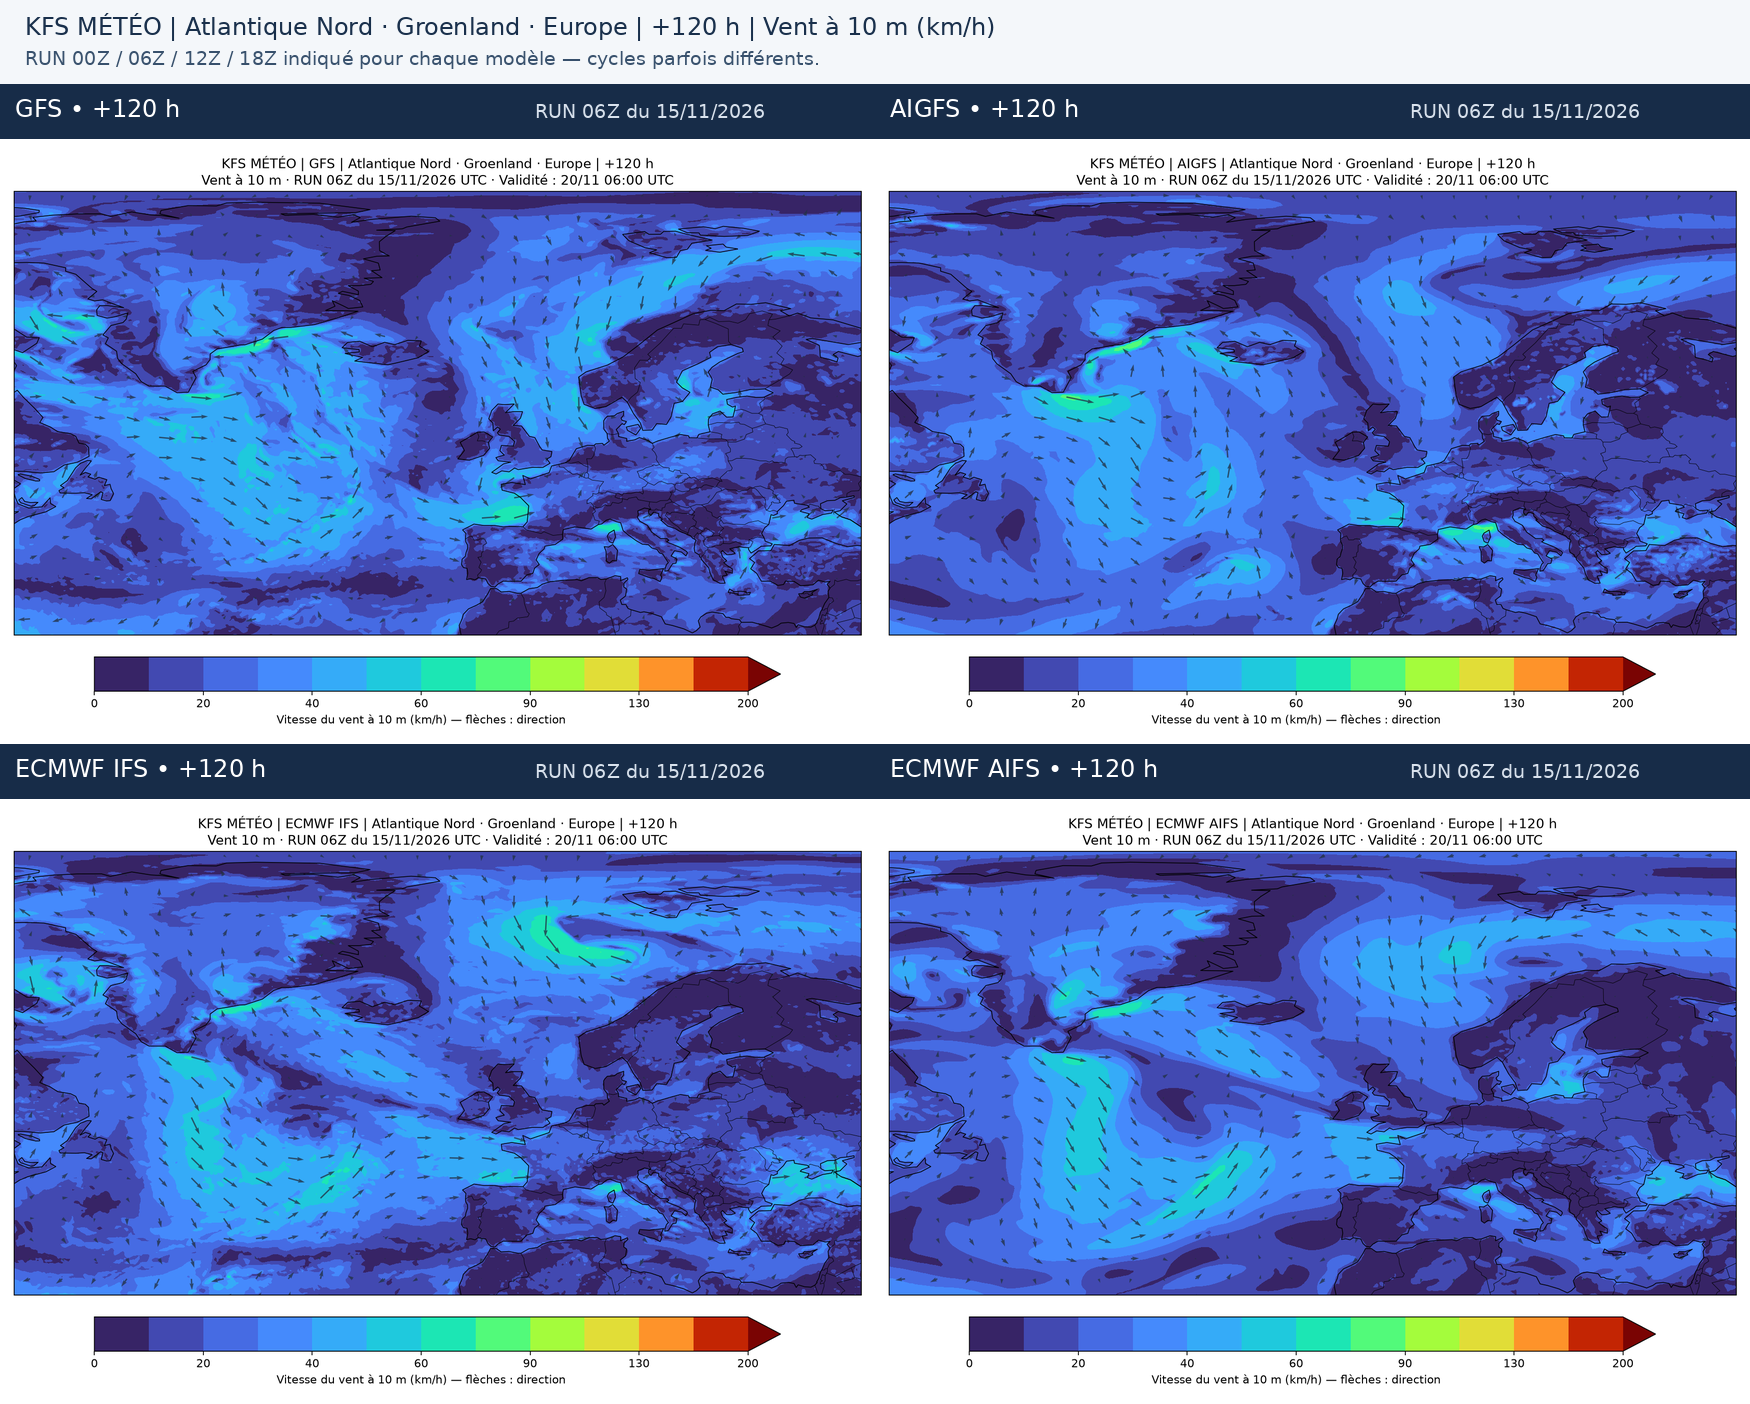 KFS MÉTÉO | Atlantique Nord · Groenland · Europe | +120 h | Vent à 10 m (km/h)
RUN 00Z / 06Z / 12Z / 18Z indiqué pour chaque modèle — cycles parfois différents.
GFS • +120 h RUN 06Z du 15/11/2026
KFS MÉTÉO | GFS | Atlantique Nord · Groenland · Europe | +120 h
Vent à 10 m · RUN 06Z du 15/11/2026 UTC · Validité : 20/11 06:00 UTC
0 20 40 60 90 130 200
Vitesse du vent à 10 m (km/h) — flèches : direction
AIGFS • +120 h RUN 06Z du 15/11/2026
KFS MÉTÉO | AIGFS | Atlantique Nord · Groenland · Europe | +120 h
Vent à 10 m · RUN 06Z du 15/11/2026 UTC · Validité : 20/11 06:00 UTC
0 20 40 60 90 130 200
Vitesse du vent à 10 m (km/h) — flèches : direction
ECMWF IFS • +120 h RUN 06Z du 15/11/2026
KFS MÉTÉO | ECMWF IFS | Atlantique Nord · Groenland · Europe | +120 h
Vent 10 m · RUN 06Z du 15/11/2026 UTC · Validité : 20/11 06:00 UTC
0 20 40 60 90 130 200
Vitesse du vent à 10 m (km/h) — flèches : direction
ECMWF AIFS • +120 h RUN 06Z du 15/11/2026
KFS MÉTÉO | ECMWF AIFS | Atlantique Nord · Groenland · Europe | +120 h
Vent 10 m · RUN 06Z du 15/11/2026 UTC · Validité : 20/11 06:00 UTC
0 20 40 60 90 130 200
Vitesse du vent à 10 m (km/h) — flèches : direction